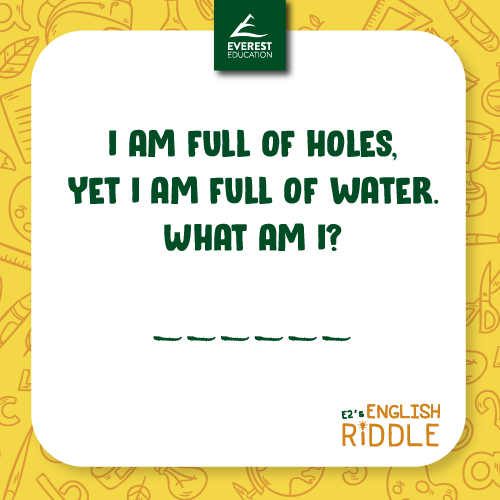 EVEREST
EDUCATION
I AM FULL OF HOLES,
YET I AM FULL OF WATER.
WHAT AM I?
_ _ _ _ _ _
E2'S ENGLISH
RIDDLE